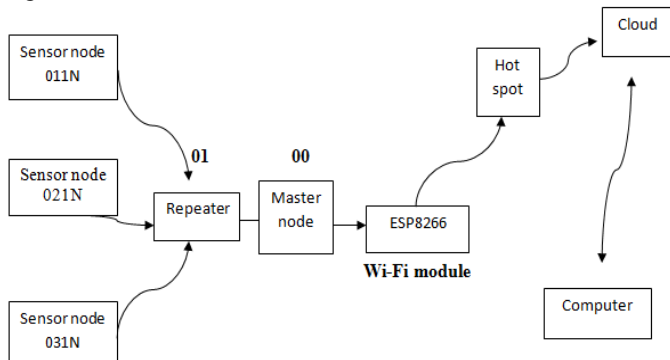 Sensor node
011N
Cloud
Hot
spot
01
00
Sensor node
021N
Repeater
Master
node
ESP8266
Wi-Fi module
Computer
Sensor node
031N